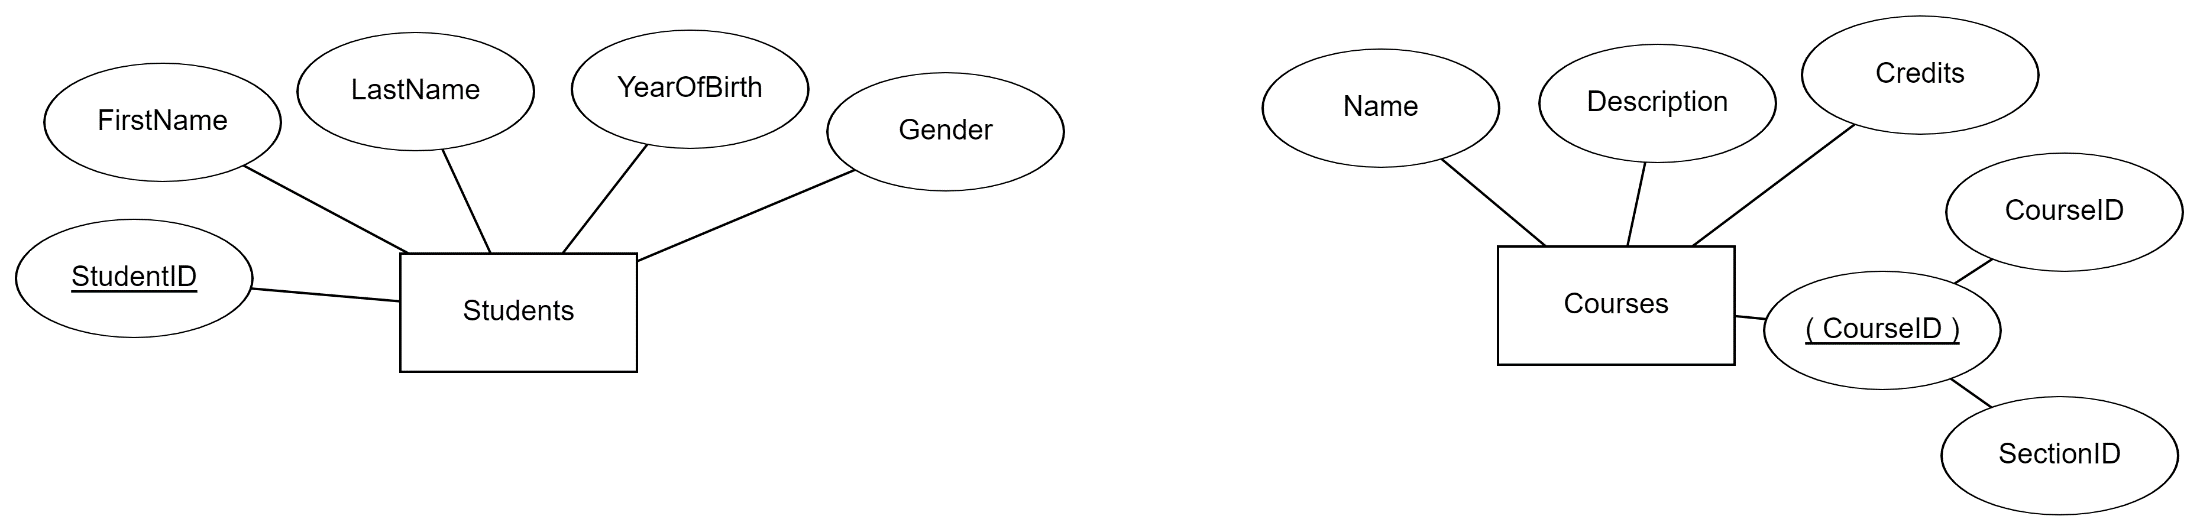 FirstName
LastName
YearOfBirth
Gender
StudentID
Students
Name
Description
Credits
CourseID
Courses
( CourseID )
SectionID